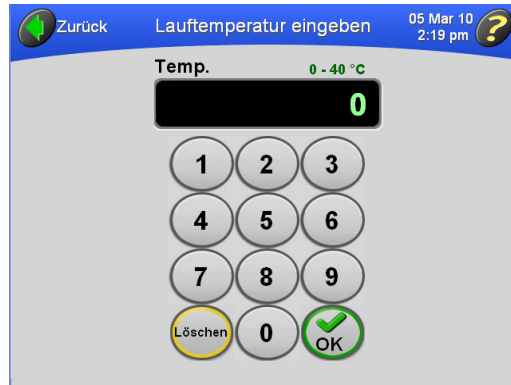 Zurück
Lauftemperatur eingeben
05 Mar 10
2:19 pm
?
Temp.
0 - 40 °C
0
1 2 3
4 5 6
7 8 9
Löschen 0 OK